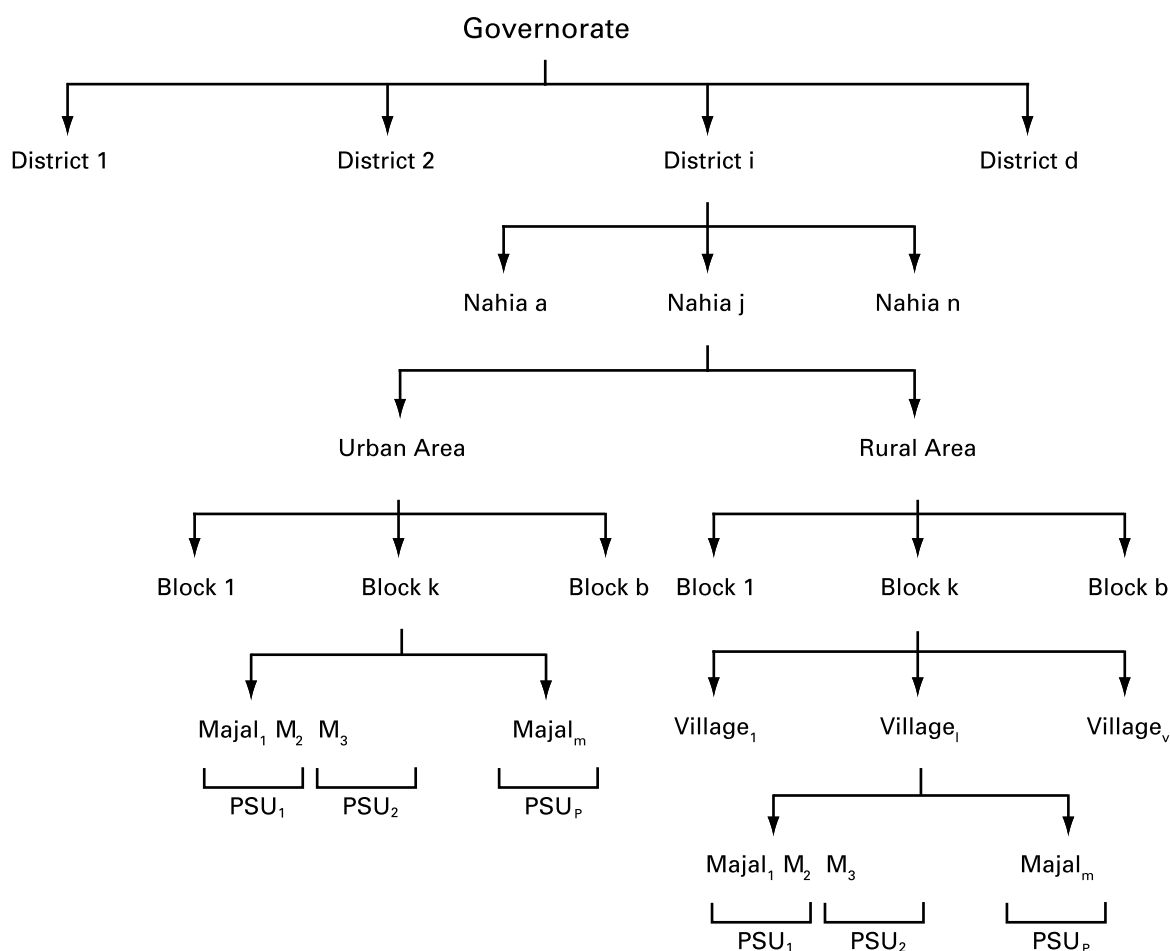 Governorate
District 1 District 2 District i District d
Nahia a Nahia j Nahia n
Urban Area Rural Area
Block 1 Block k Block b Block 1 Block k Block b
Majal₁ M₂ M₃ Majalₘ Village₁ Villageₗ Villageᵥ
PSU₁ PSU₂ PSUₚ
Majal₁ M₂ M₃ Majalₘ
PSU₁ PSU₂ PSUₚ